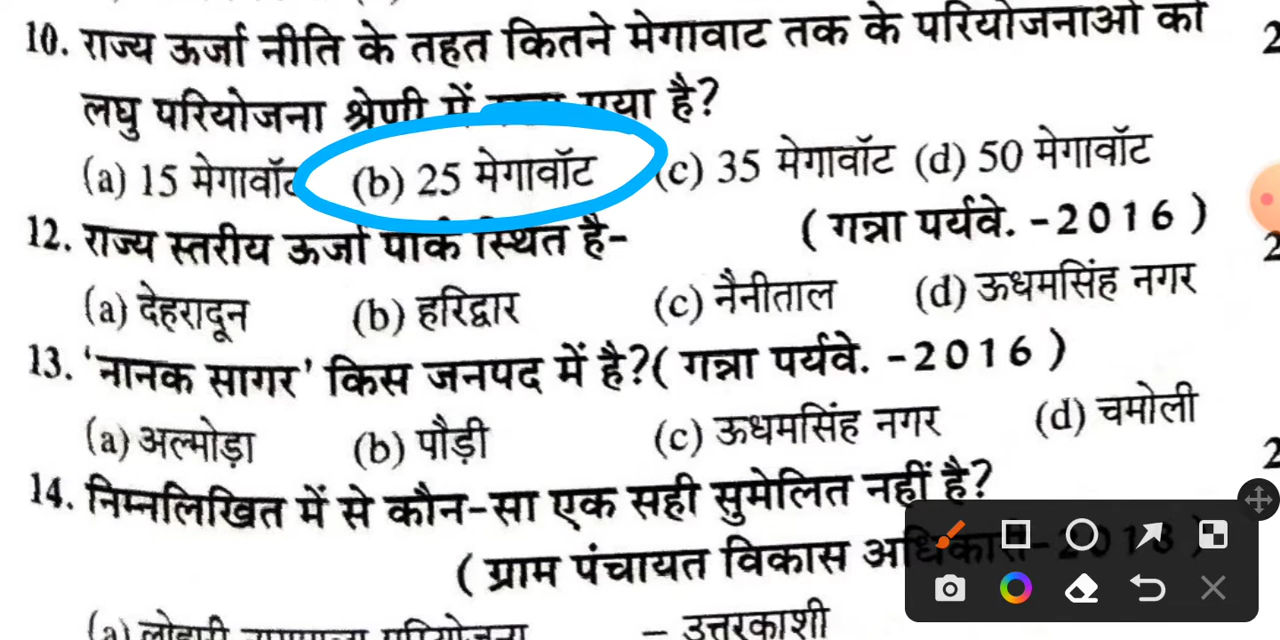 10. राज्य ऊर्जा नीति के तहत कितने मेगावाट तक के परियोजनाओं को
लघु परियोजना श्रेणी में गया है?
(a) 15 मेगावॉट (b) 25 मेगावॉट (c) 35 मेगावॉट (d) 50 मेगावॉट
12. राज्य स्तरीय ऊर्जा पार्क स्थित है- ( गन्ना पर्यवे. -2016 )
(a) देहरादून (b) हरिद्वार (c) नैनीताल (d) ऊधमसिंह नगर
13. 'नानक सागर' किस जनपद में है?( गन्ना पर्यवे. -2016 )
(a) अल्मोड़ा (b) पौड़ी (c) ऊधमसिंह नगर (d) चमोली
14. निम्नलिखित में से कौन-सा एक सही सुमेलित नहीं है?
( ग्राम पंचायत विकास अधिकारी-2018 )
(a) – उत्तरकाशी